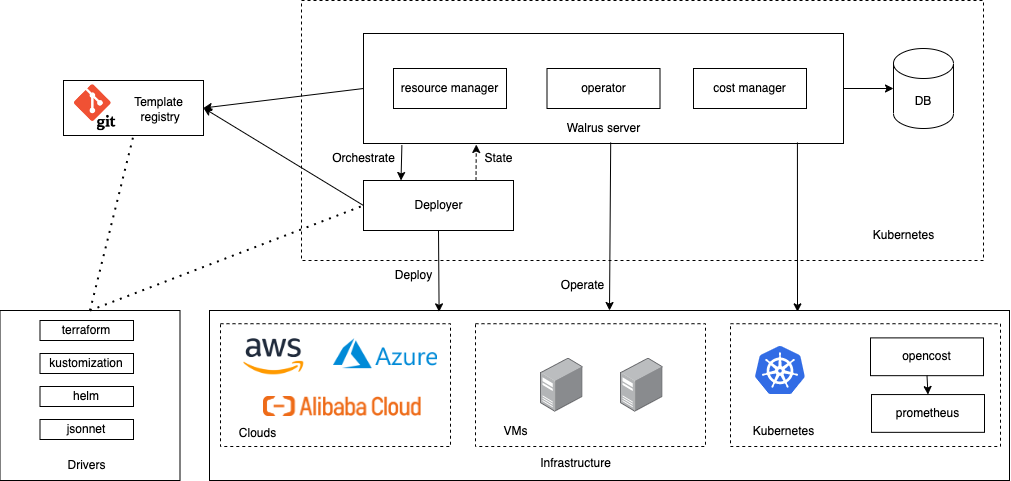 resource manager
operator
cost manager
Walrus server
DB
git
Template
registry
Orchestrate
State
Deployer
Kubernetes
Deploy
Operate
terraform
kustomization
helm
jsonnet
Drivers
aws
Azure
Alibaba Cloud
Clouds
VMs
opencost
prometheus
Kubernetes
Infrastructure